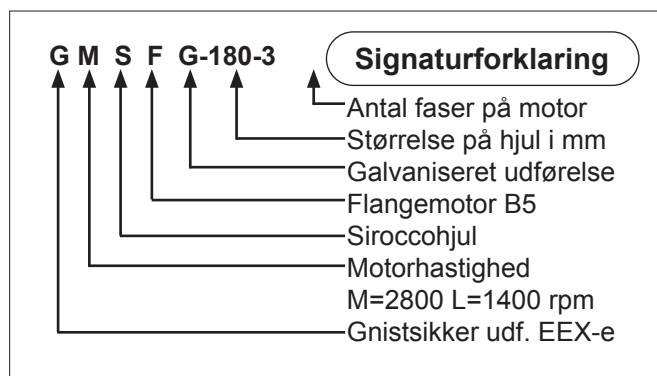 G M S F G-180-3
Signaturforklaring
Antal faser på motor
Størrelse på hjul i mm
Galvaniseret udførelse
Flangemotor B5
Siroccohjul
Motorhastighed
M=2800 L=1400 rpm
Gnistsikker udf. EEX-e